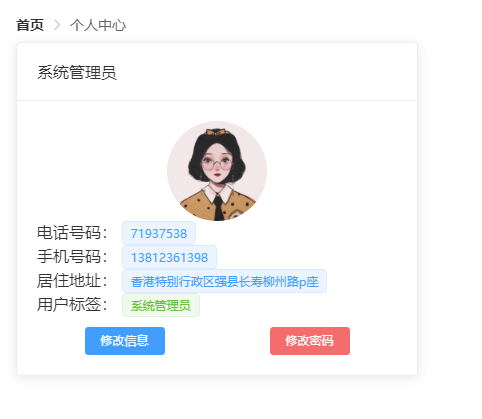 首页 > 个人中心
系统管理员
电话号码： 71937538
手机号码： 13812361398
居住地址： 香港特别行政区强县长寿柳州路p座
用户标签： 系统管理员
修改信息 修改密码